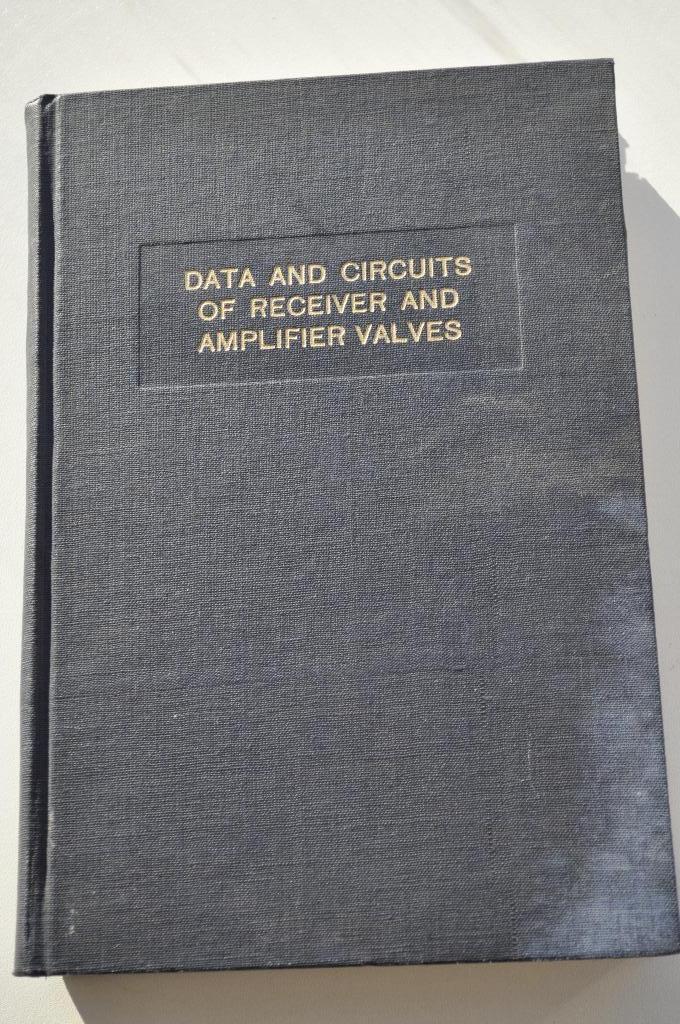 DATA AND CIRCUITS
OF RECEIVER AND
AMPLIFIER VALVES